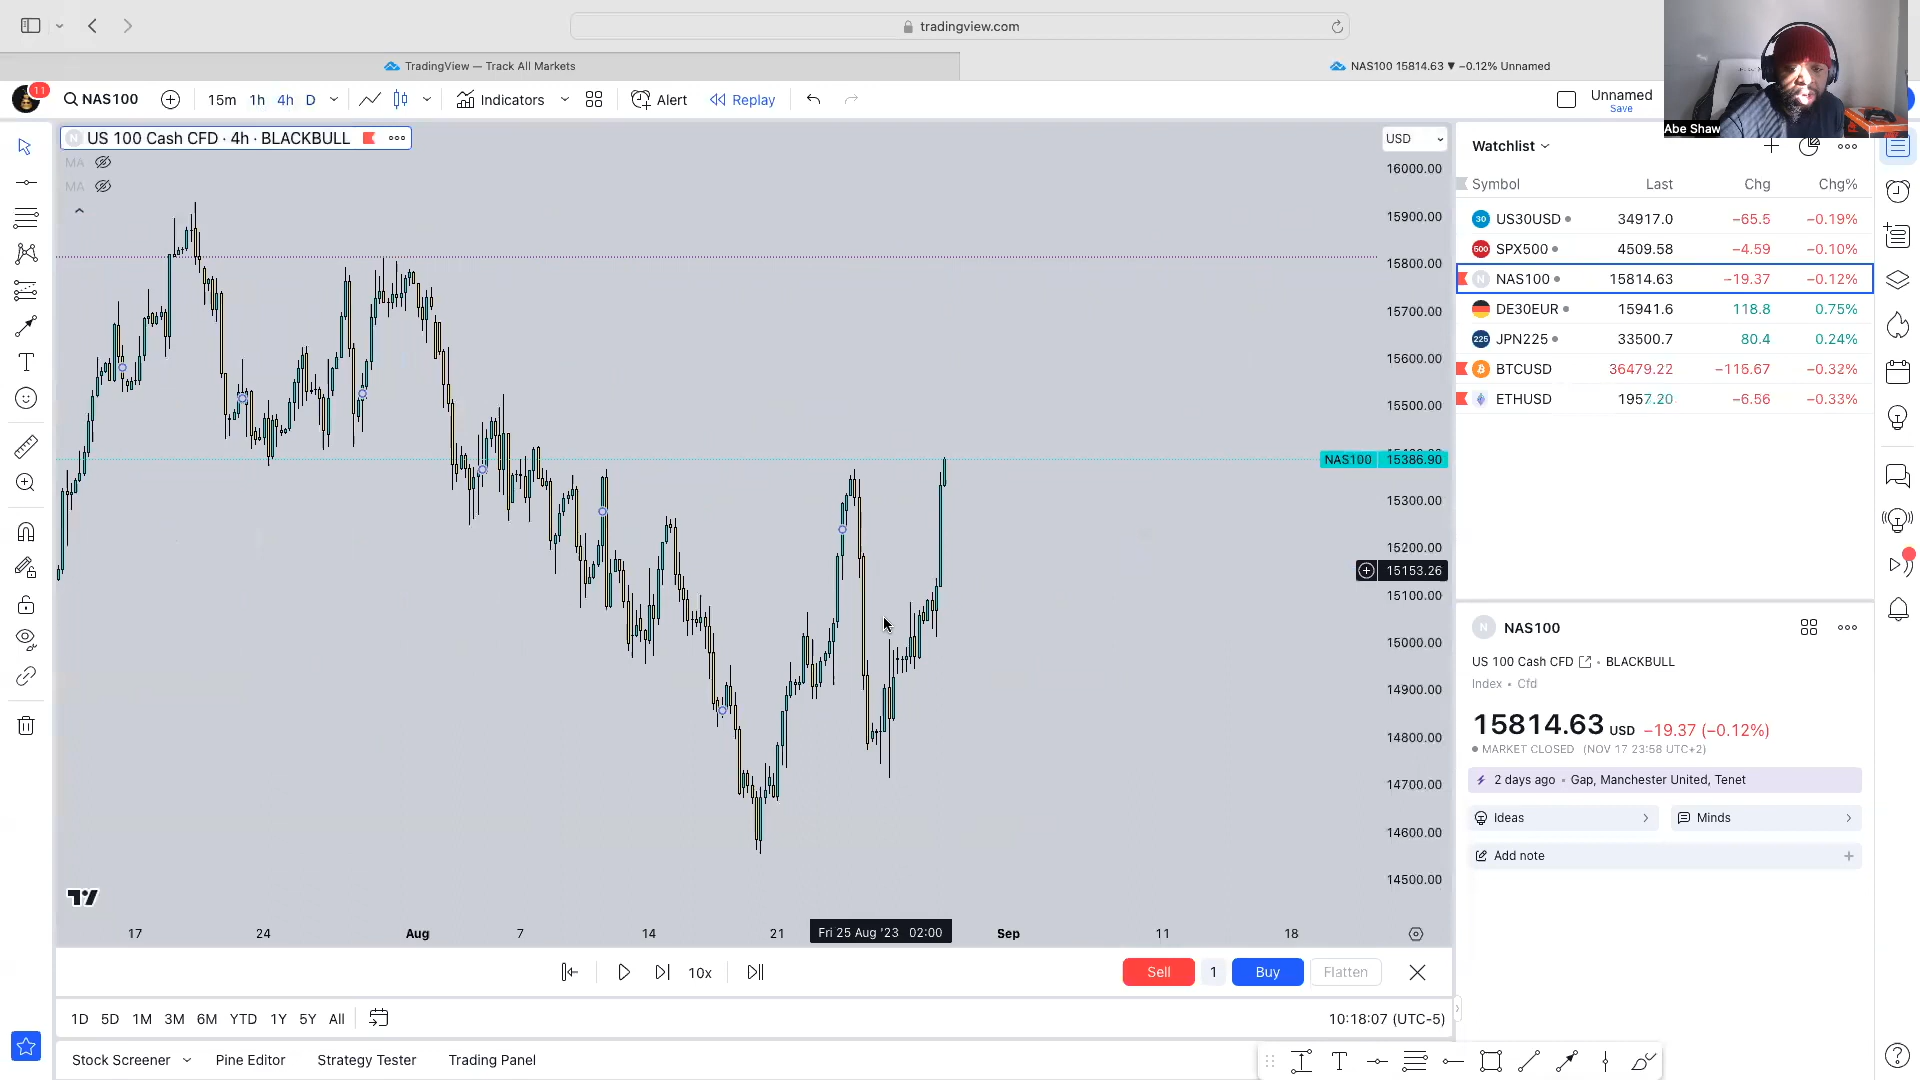 tradingview.com
TradingView — Track All Markets
NAS100 15814.63 ▼ −0.12% Unnamed
11
NAS100
15m 1h 4h D
Indicators
Alert
Replay
Unnamed
Save
Abe Shaw
N US 100 Cash CFD · 4h · BLACKBULL
MA
MA
USD
16000.00
15900.00
15800.00
15700.00
15600.00
15500.00
NAS100 15386.90
15300.00
15200.00
15153.26
15100.00
15000.00
14900.00
14800.00
14700.00
14600.00
14500.00
17 24 Aug 7 14 21 Fri 25 Aug '23 02:00 Sep 11 18
10x
Sell 1 Buy Flatten
1D 5D 1M 3M 6M YTD 1Y 5Y All
10:18:07 (UTC-5)
Stock Screener Pine Editor Strategy Tester Trading Panel
Watchlist
Symbol Last Chg Chg%
30 US30USD 34917.0 −65.5 −0.19%
500 SPX500 4509.58 −4.59 −0.10%
N NAS100 15814.63 −19.37 −0.12%
DE30EUR 15941.6 118.8 0.75%
225 JPN225 33500.7 80.4 0.24%
BTCUSD 36479.22 −115.67 −0.32%
ETHUSD 1957.20 −6.56 −0.33%
N NAS100
US 100 Cash CFD • BLACKBULL
Index • Cfd
15814.63 USD −19.37 (−0.12%)
MARKET CLOSED (NOV 17 23:58 UTC+2)
2 days ago • Gap, Manchester United, Tenet
Ideas
Minds
Add note